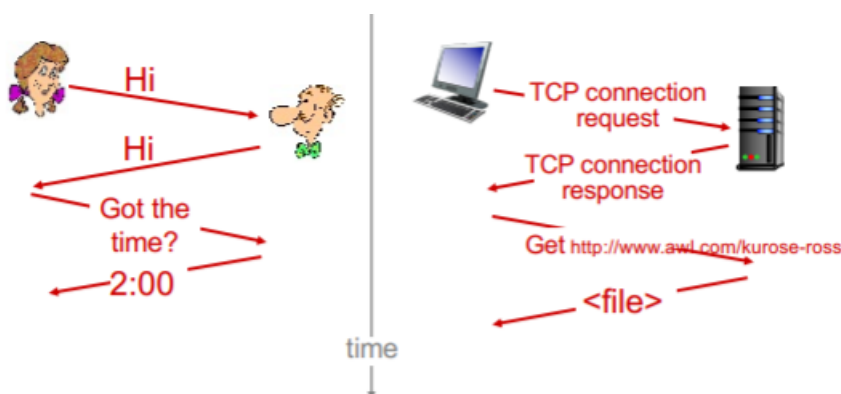 Hi
Hi
Got the
time?
2:00
TCP connection
request
TCP connection
response
Get http://www.awl.com/kurose-ross
<file>
time